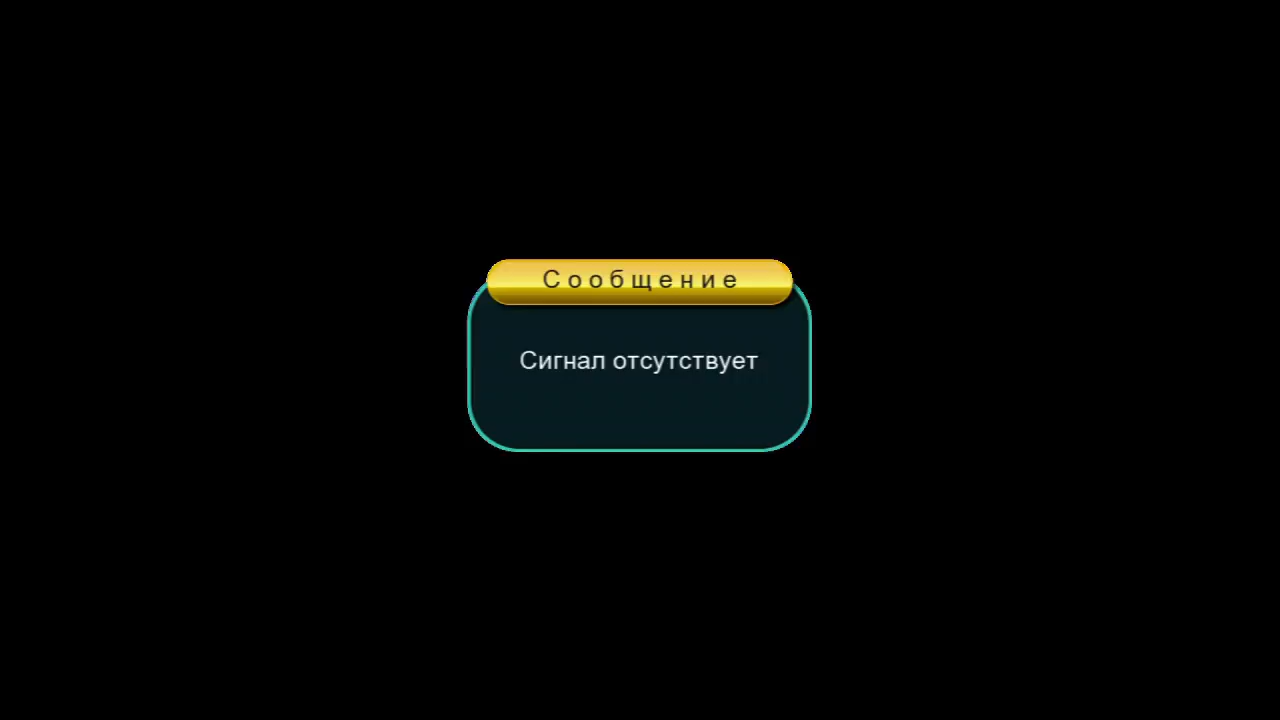 Сообщение
Сигнал отсутствует